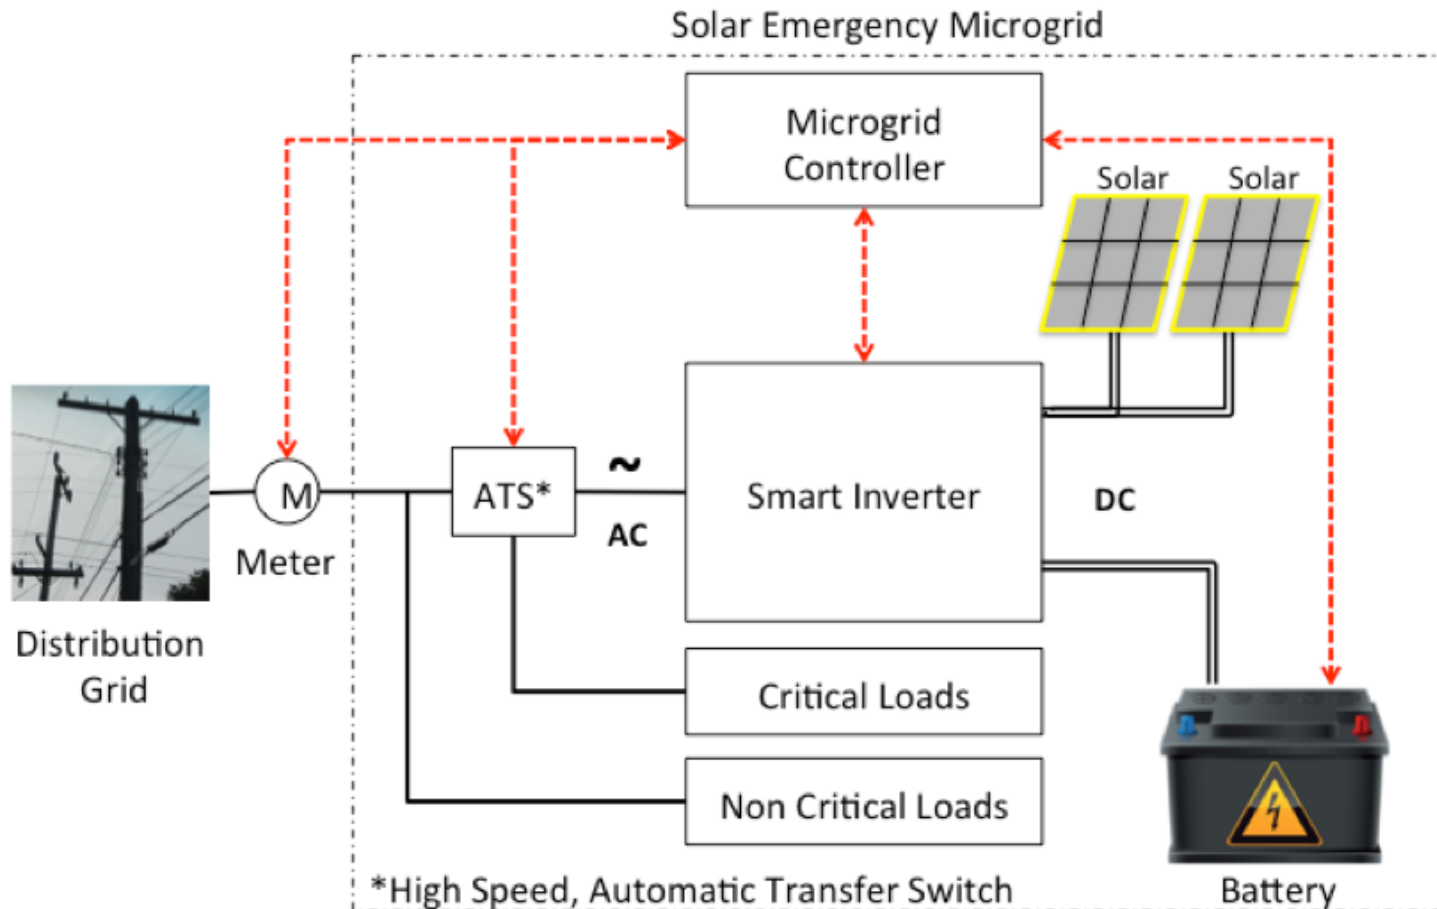 Solar Emergency Microgrid
Microgrid
Controller
Solar
Solar
M
Meter
ATS*
~
AC
Smart Inverter
DC
Distribution
Grid
Critical Loads
Non Critical Loads
*High Speed, Automatic Transfer Switch
Battery